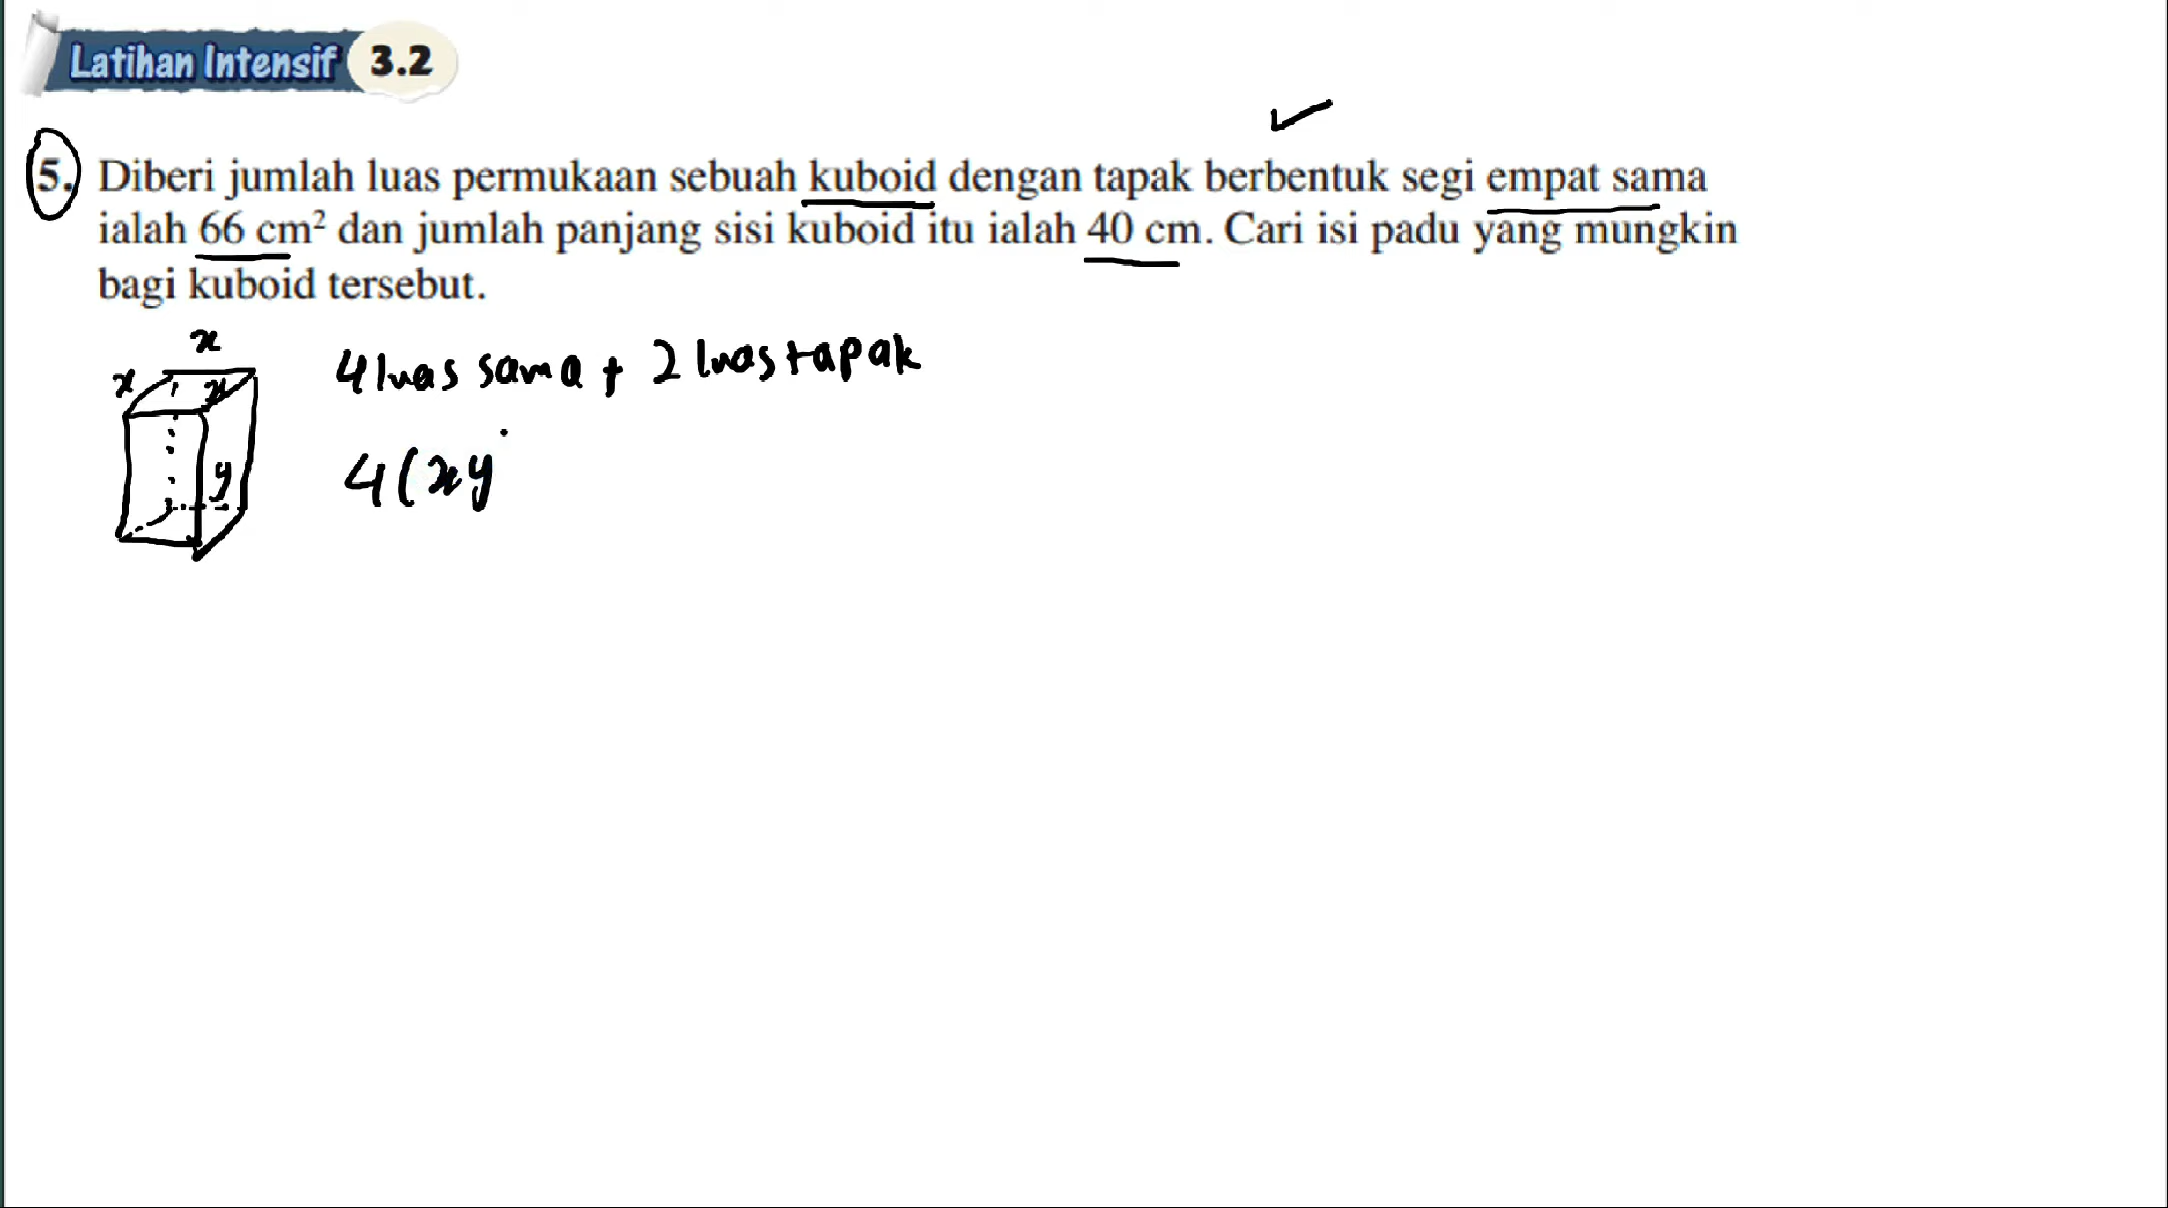 Latihan Intensif 3.2
5. Diberi jumlah luas permukaan sebuah kuboid dengan tapak berbentuk segi empat sama
ialah 66 cm² dan jumlah panjang sisi kuboid itu ialah 40 cm. Cari isi padu yang mungkin
bagi kuboid tersebut.
x
x
x
y
4 luas sama + 2 luas tapak
4(xy